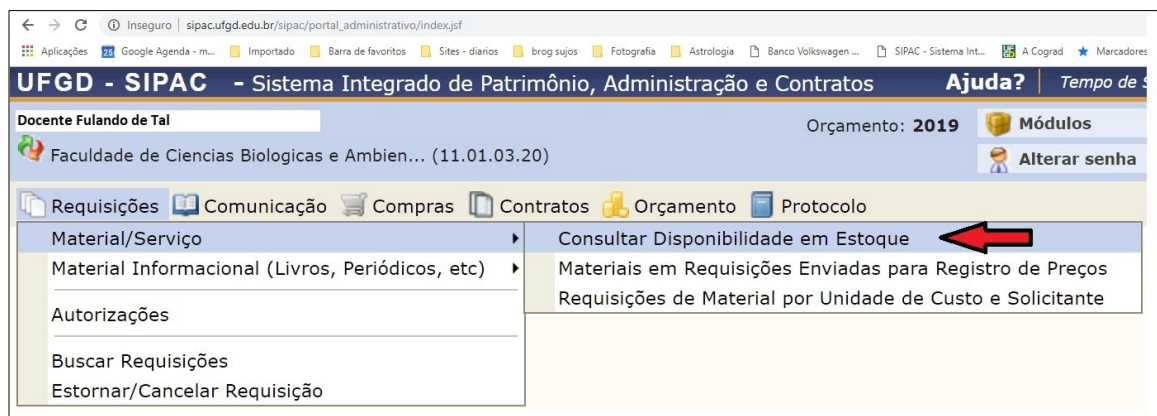 Inseguro | sipac.ufgd.edu.br/sipac/portal_administrativo/index.jsf
Aplicações 25 Google Agenda - m... Importado Barra de favoritos Sites - diarios brog sujos Fotografia Astrologia Banco Volkswagen ... SIPAC - Sistema Int... A Cograd Marcadores
UFGD - SIPAC - Sistema Integrado de Patrimônio, Administração e Contratos Ajuda? | Tempo de S
Docente Fulando de Tal Orçamento: 2019 Módulos
Faculdade de Ciencias Biologicas e Ambien... (11.01.03.20) Alterar senha
Requisições Comunicação Compras Contratos Orçamento Protocolo
Material/Serviço Consultar Disponibilidade em Estoque
Material Informacional (Livros, Periódicos, etc) Materiais em Requisições Enviadas para Registro de Preços
Requisições de Material por Unidade de Custo e Solicitante
Autorizações
Buscar Requisições
Estornar/Cancelar Requisição